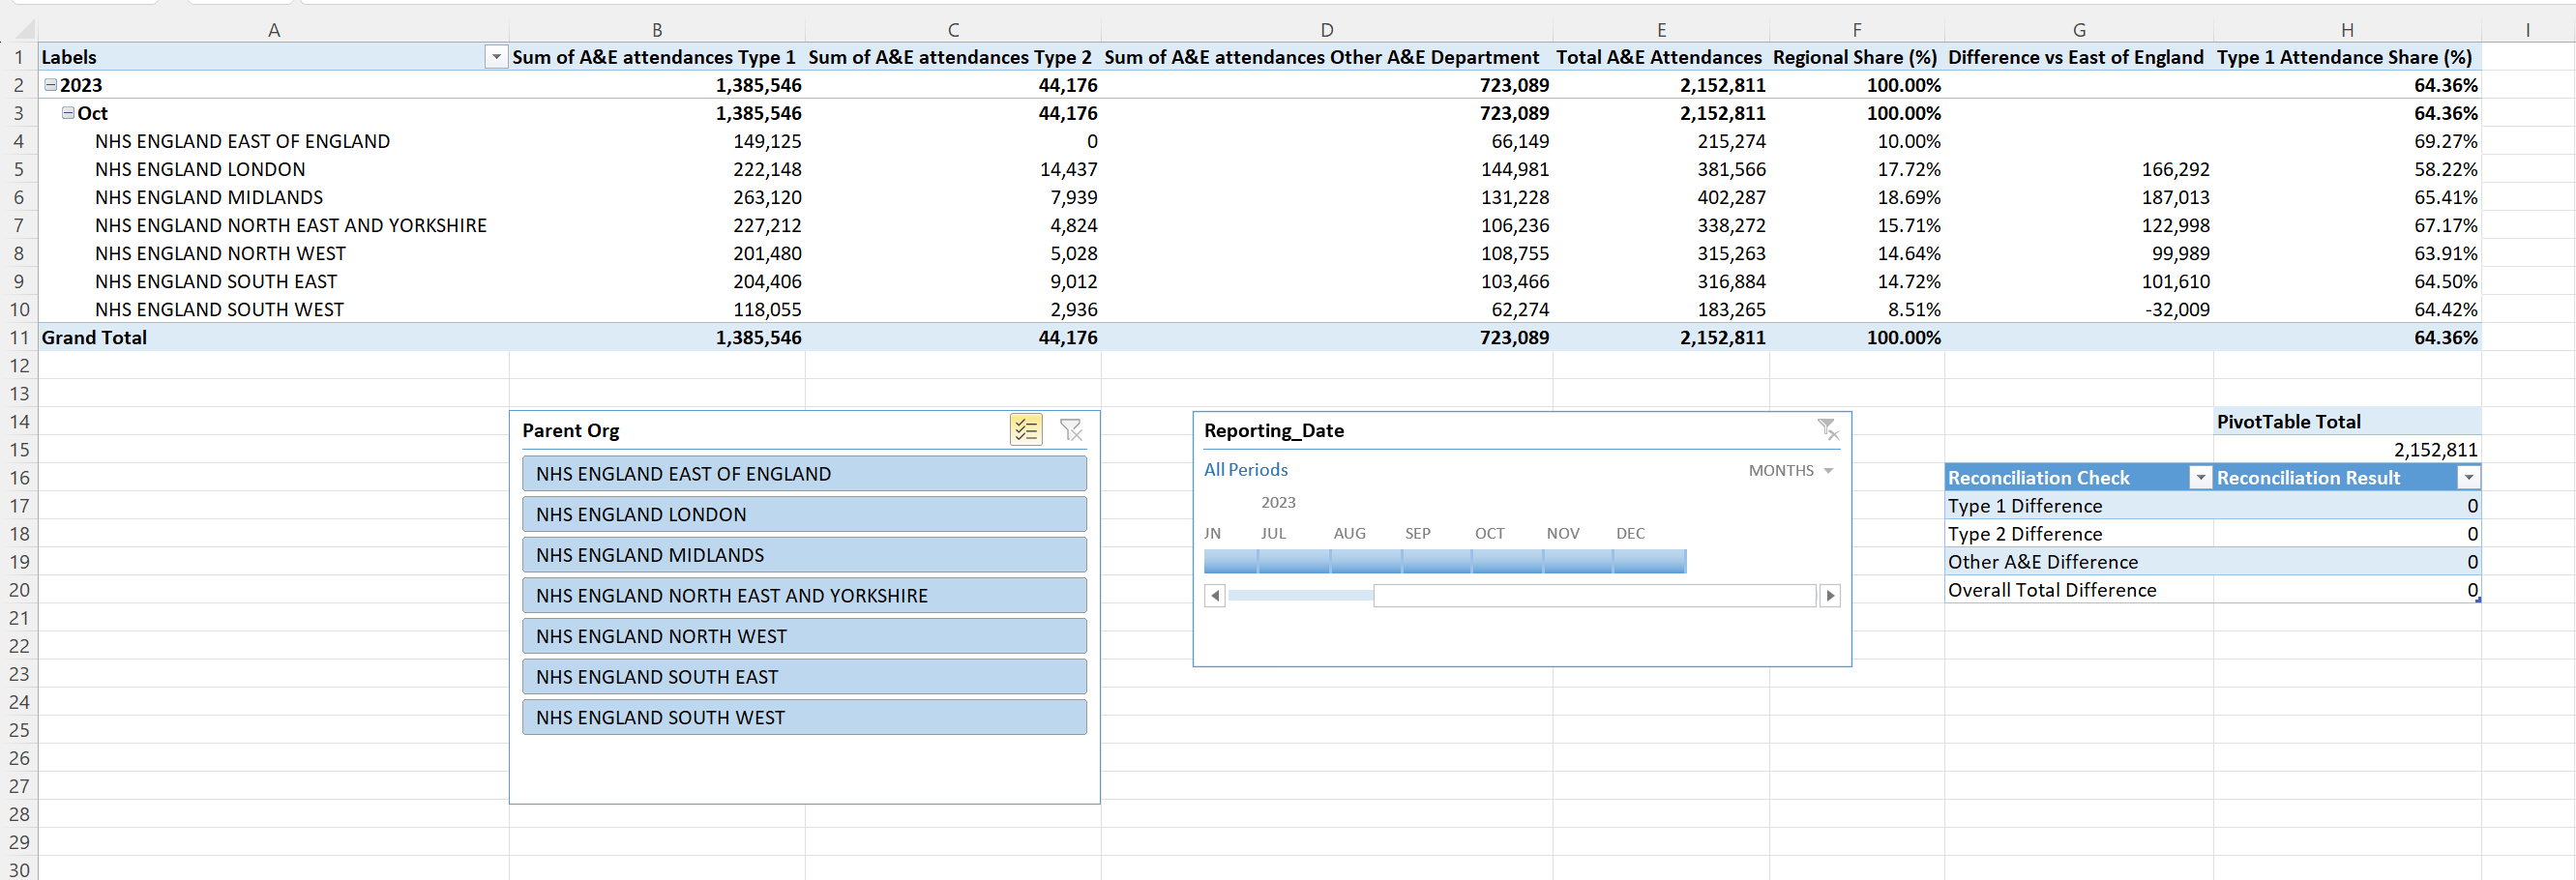 A B C D E F G H I
1 Labels Sum of A&E attendances Type 1 Sum of A&E attendances Type 2 Sum of A&E attendances Other A&E Department Total A&E Attendances Regional Share (%) Difference vs East of England Type 1 Attendance Share (%)
2 2023 1,385,546 44,176 723,089 2,152,811 100.00% 64.36%
3 Oct 1,385,546 44,176 723,089 2,152,811 100.00% 64.36%
4 NHS ENGLAND EAST OF ENGLAND 149,125 0 66,149 215,274 10.00% 69.27%
5 NHS ENGLAND LONDON 222,148 14,437 144,981 381,566 17.72% 166,292 58.22%
6 NHS ENGLAND MIDLANDS 263,120 7,939 131,228 402,287 18.69% 187,013 65.41%
7 NHS ENGLAND NORTH EAST AND YORKSHIRE 227,212 4,824 106,236 338,272 15.71% 122,998 67.17%
8 NHS ENGLAND NORTH WEST 201,480 5,028 108,755 315,263 14.64% 99,989 63.91%
9 NHS ENGLAND SOUTH EAST 204,406 9,012 103,466 316,884 14.72% 101,610 64.50%
10 NHS ENGLAND SOUTH WEST 118,055 2,936 62,274 183,265 8.51% -32,009 64.42%
11 Grand Total 1,385,546 44,176 723,089 2,152,811 100.00% 64.36%
12
13
14 PivotTable Total
15 2,152,811
16 Reconciliation Check Reconciliation Result
17 Type 1 Difference 0
18 Type 2 Difference 0
19 Other A&E Difference 0
20 Overall Total Difference 0
21
22
23
24
25
26
27
28
29
30
Parent Org
NHS ENGLAND EAST OF ENGLAND
NHS ENGLAND LONDON
NHS ENGLAND MIDLANDS
NHS ENGLAND NORTH EAST AND YORKSHIRE
NHS ENGLAND NORTH WEST
NHS ENGLAND SOUTH EAST
NHS ENGLAND SOUTH WEST
Reporting_Date
All Periods MONTHS
2023
JN JUL AUG SEP OCT NOV DEC